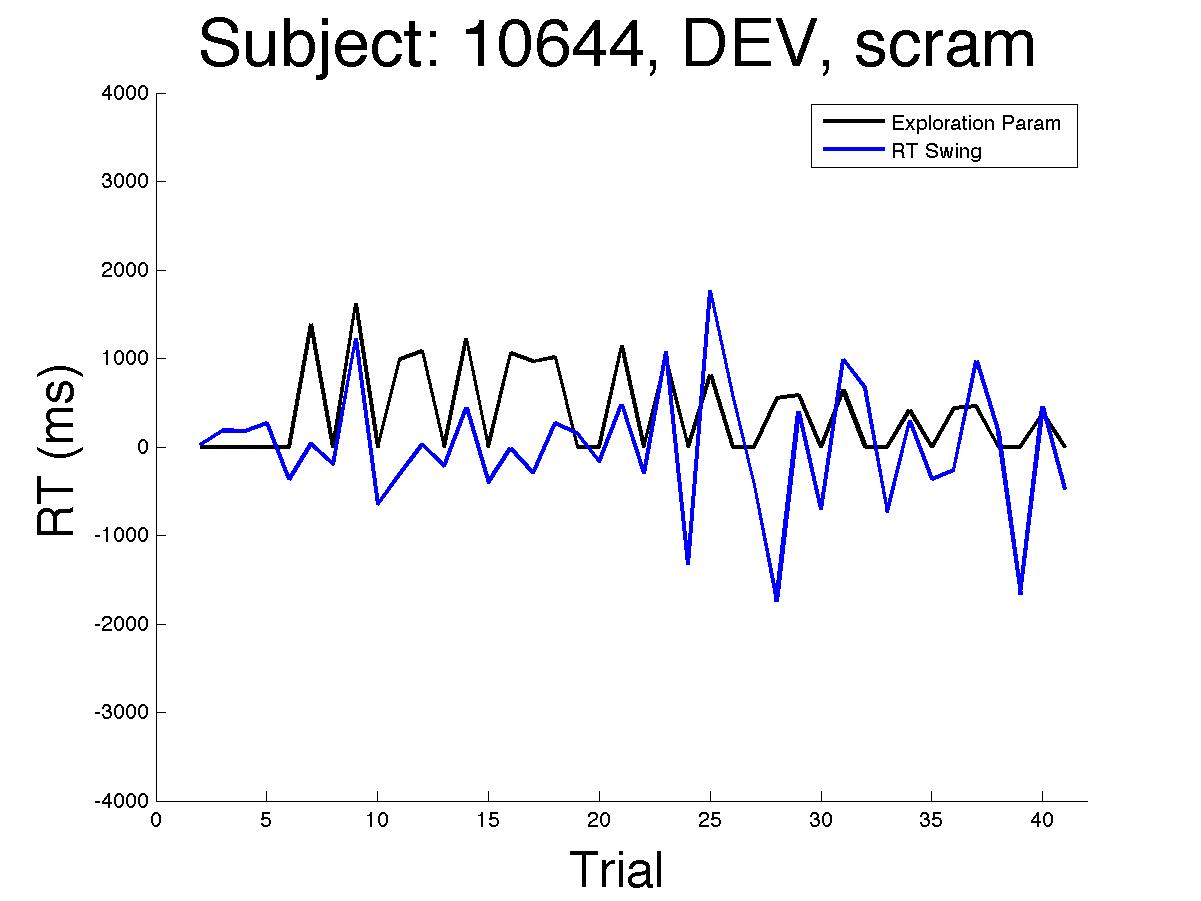 Subject: 10644, DEV, scram
Exploration Param
RT Swing
4000
3000
2000
1000
0
-1000
-2000
-3000
-4000
RT (ms)
0 5 10 15 20 25 30 35 40
Trial